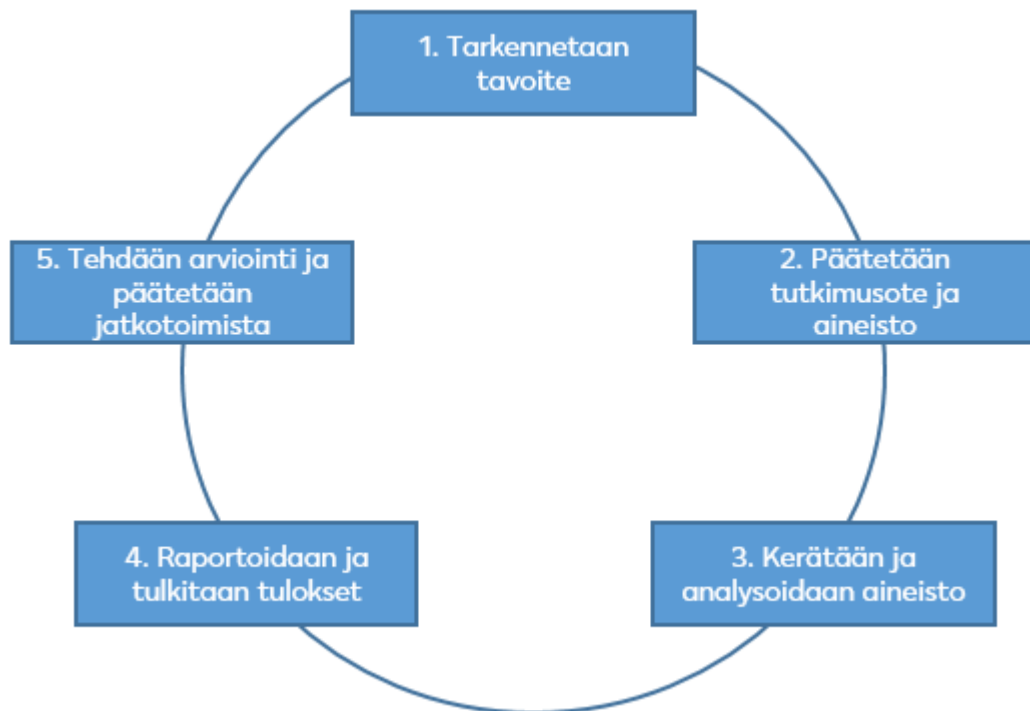 1. Tarkennetaan
tavoite
2. Päätetään
tutkimusote ja
aineisto
3. Kerätään ja
analysoidaan aineisto
4. Raportoidaan ja
tulkitaan tulokset
5. Tehdään arviointi ja
päätetään
jatkotoimista